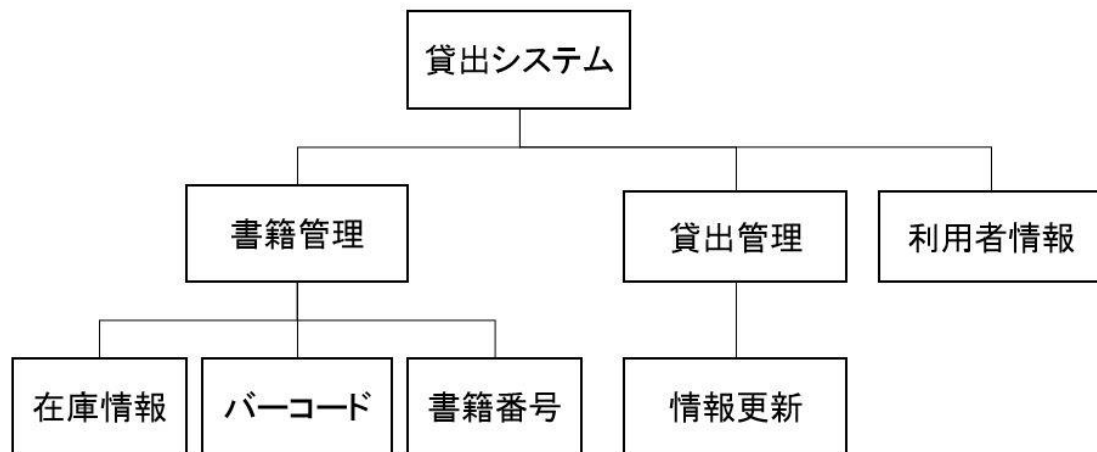 貸出システム
書籍管理
貸出管理
利用者情報
在庫情報
バーコード
書籍番号
情報更新